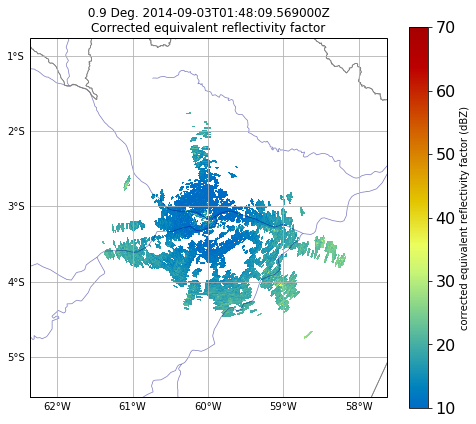 0.9 Deg. 2014-09-03T01:48:09.569000Z
Corrected equivalent reflectivity factor
1°S
2°S
3°S
4°S
5°S
62°W
61°W
60°W
59°W
58°W
70
60
50
40
30
20
10
corrected equivalent reflectivity factor (dBZ)